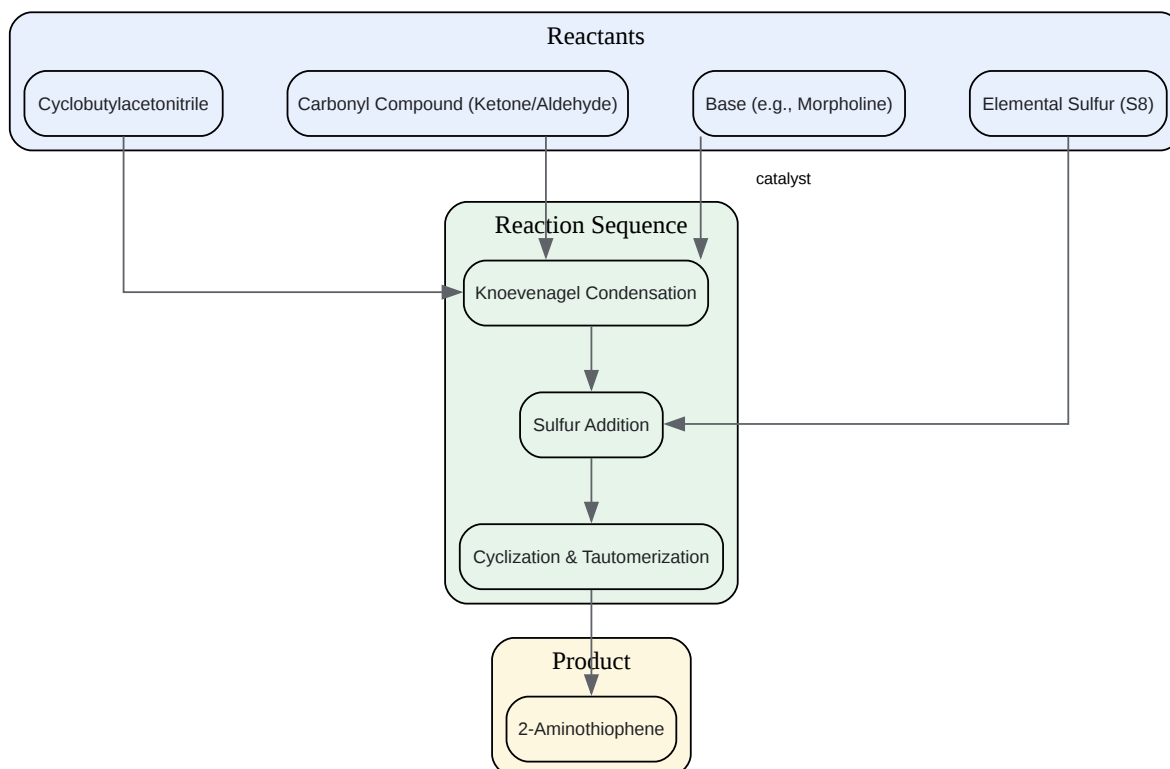 Reactants
Cyclobutylacetonitrile
Carbonyl Compound (Ketone/Aldehyde)
Base (e.g., Morpholine)
Elemental Sulfur (S8)
catalyst
Reaction Sequence
Knoevenagel Condensation
Sulfur Addition
Cyclization & Tautomerization
Product
2-Aminothiophene